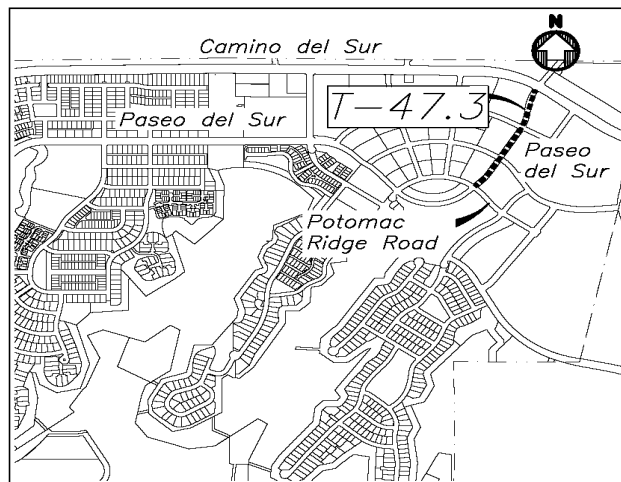 N
Camino del Sur
T-47.3
Paseo del Sur
Paseo
del Sur
Potomac
Ridge Road